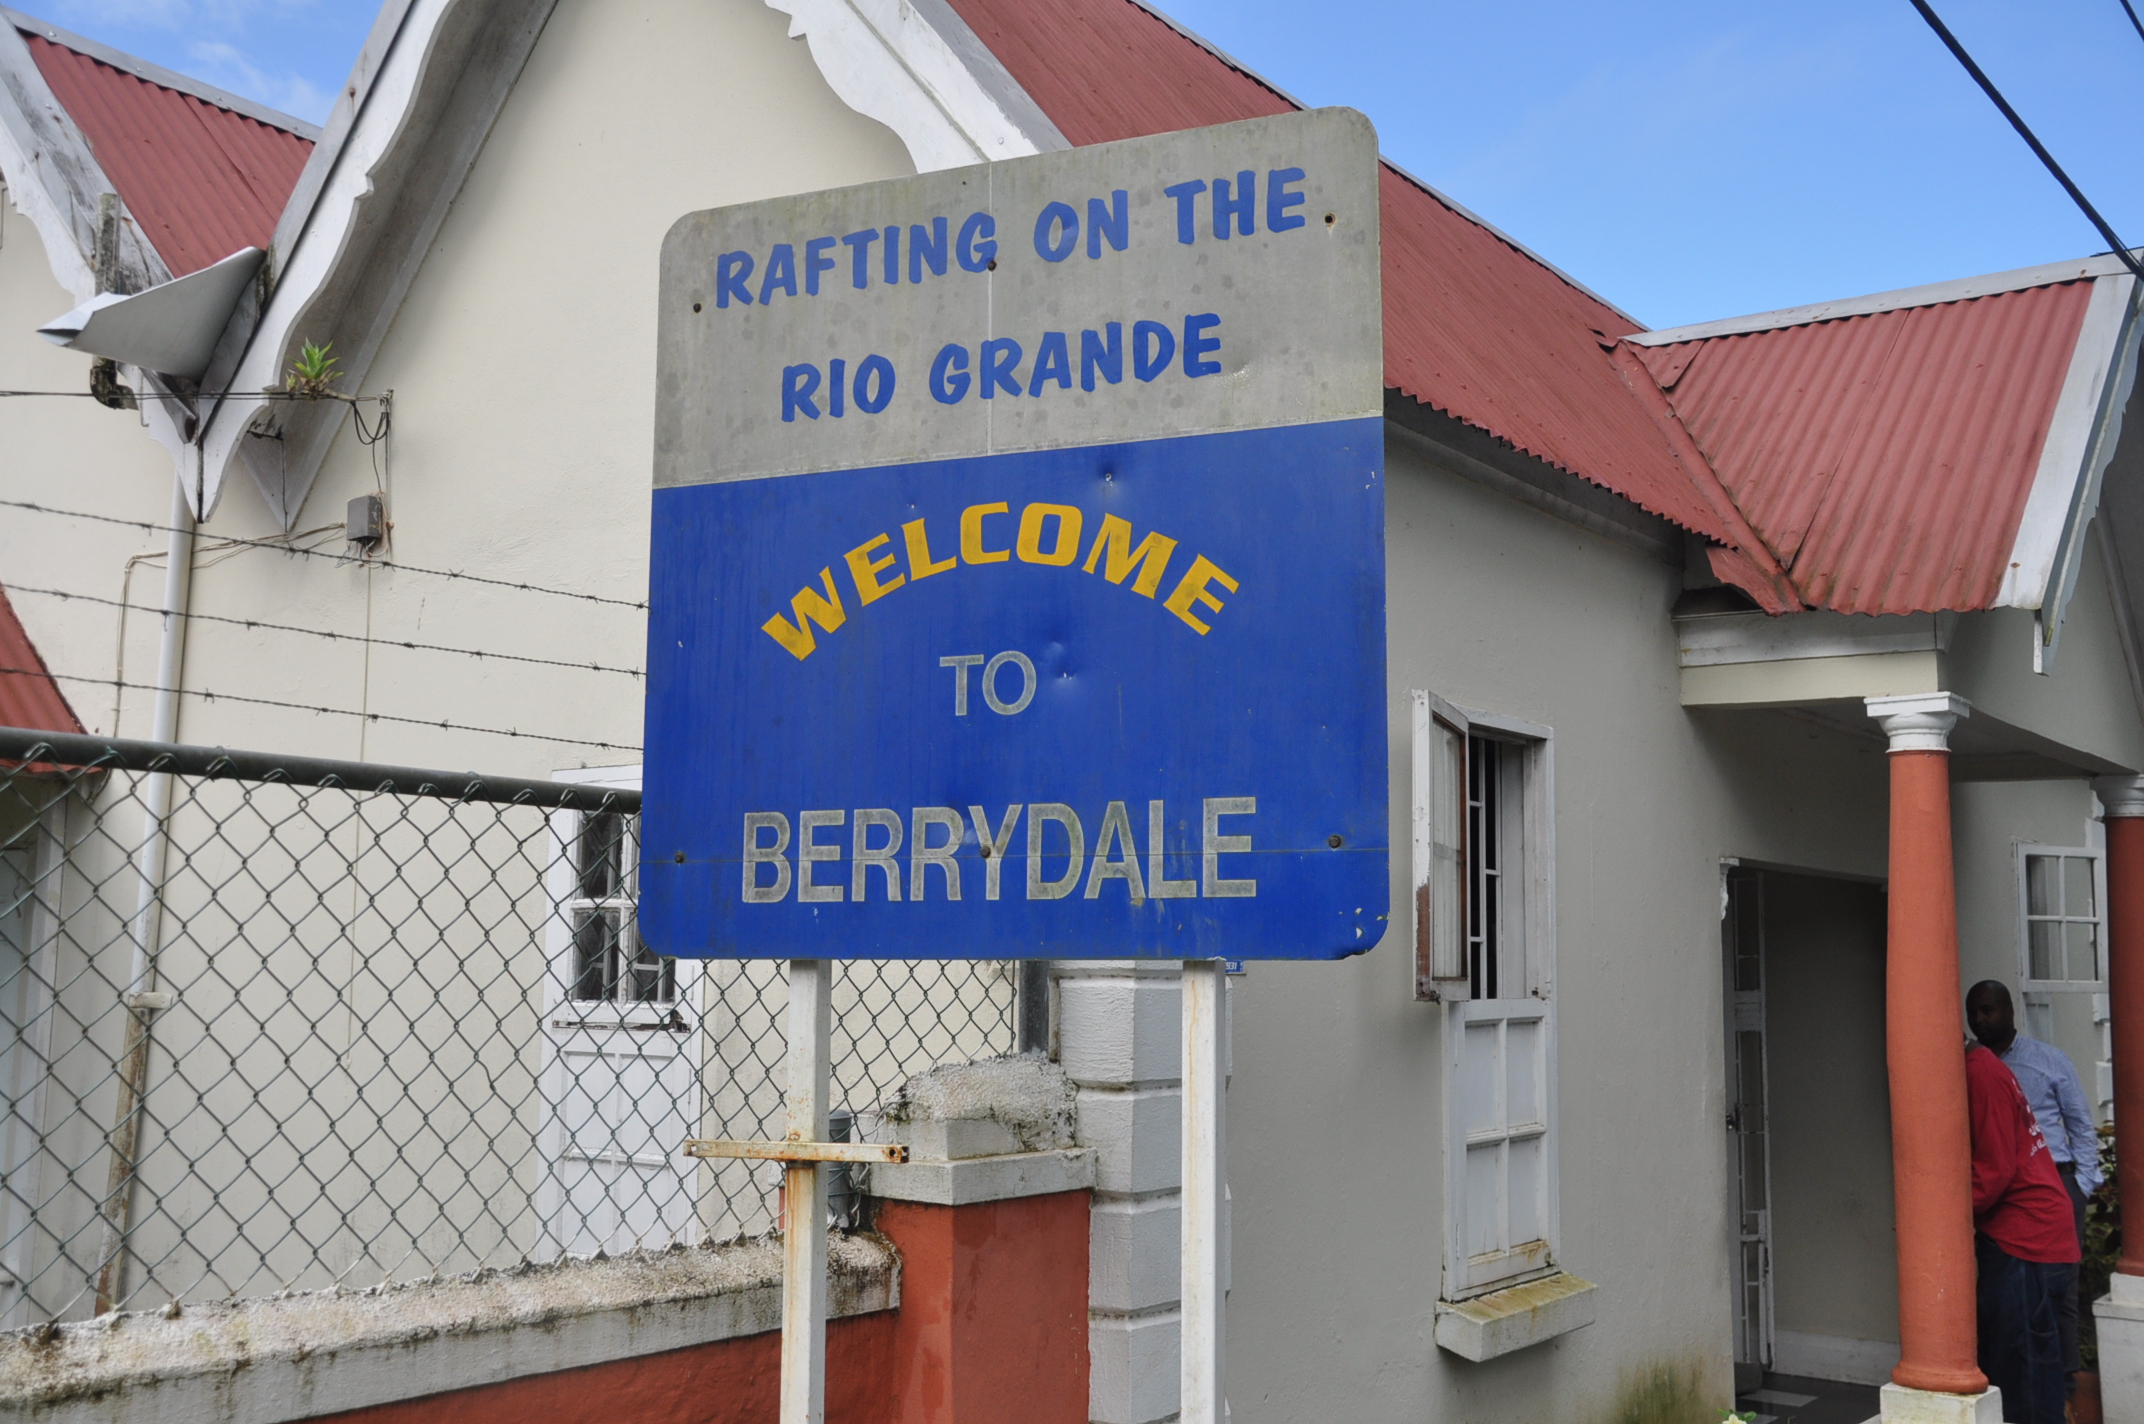 RAFTING ON THE
RIO GRANDE
WELCOME
TO
BERRYDALE